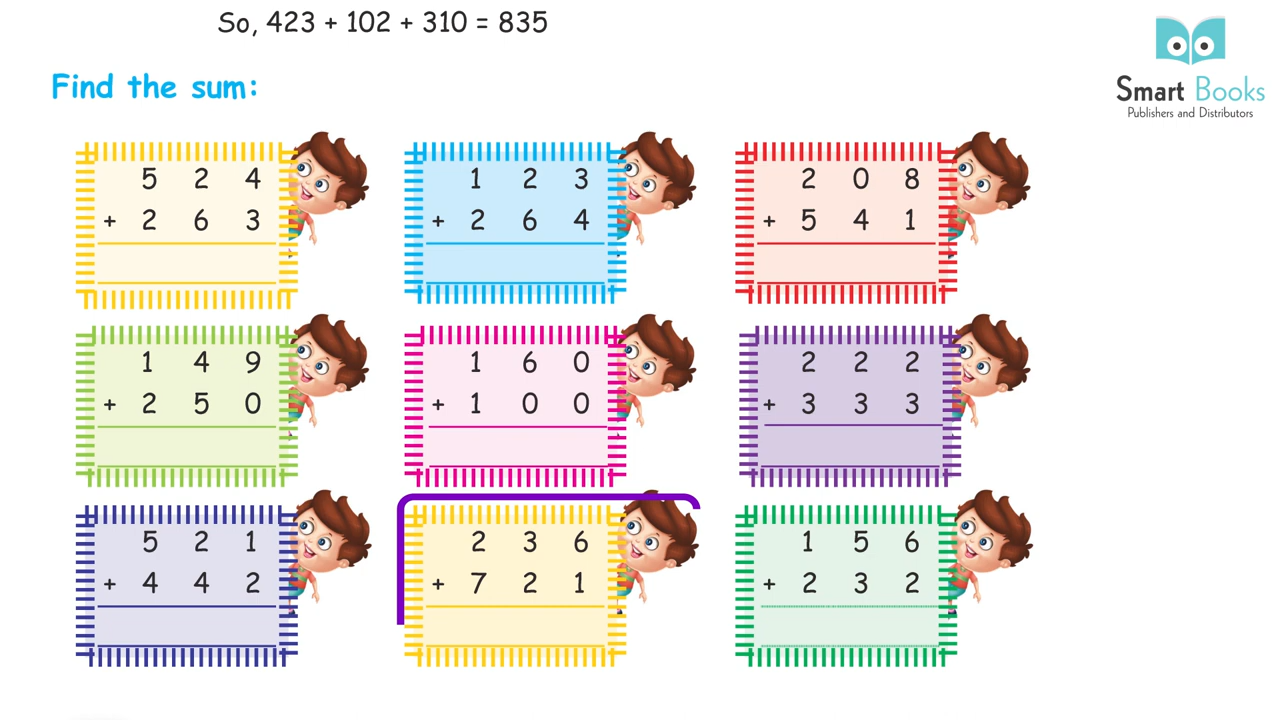 So, 423 + 102 + 310 = 835
Smart Books
Publishers and Distributors
Find the sum:
5 2 4
+ 2 6 3
1 2 3
+ 2 6 4
2 0 8
+ 5 4 1
1 4 9
+ 2 5 0
1 6 0
+ 1 0 0
2 2 2
+ 3 3 3
5 2 1
+ 4 4 2
2 3 6
+ 7 2 1
1 5 6
+ 2 3 2